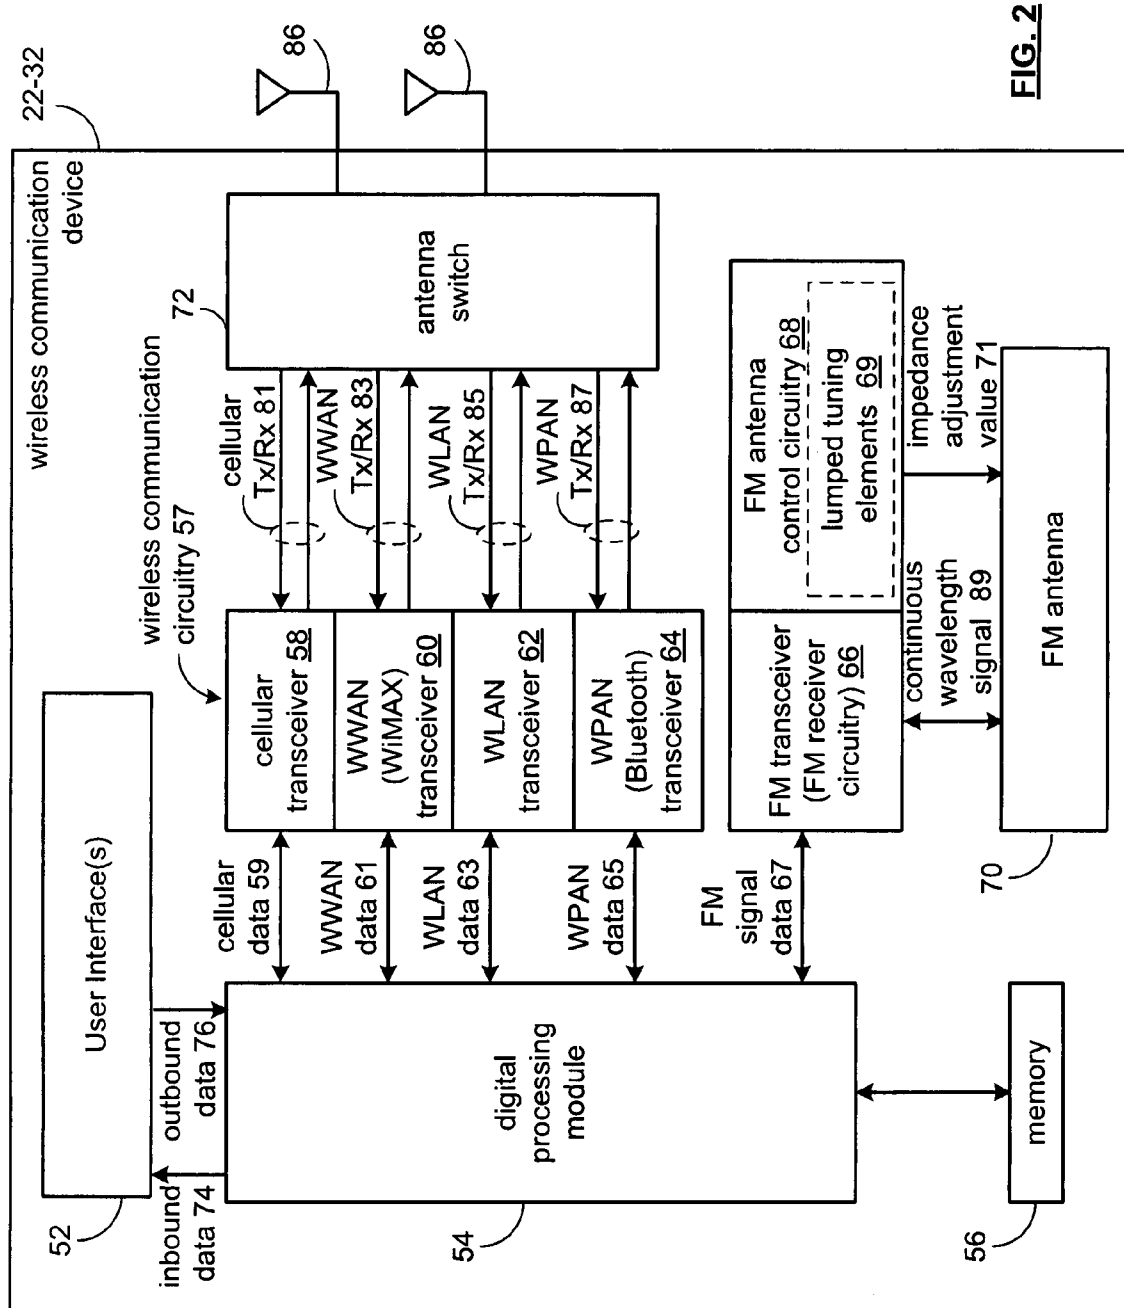 wireless communication
device
22-32
User Interface(s)
52
inbound
data 74
outbound
data 76
wireless communication
circuitry 57
72
86
86
digital
processing
module
54
cellular
data 59
WWAN
data 61
WLAN
data 63
WPAN
data 65
FM
signal
data 67
cellular
transceiver 58
WWAN
(WiMAX)
transceiver 60
WLAN
transceiver 62
WPAN
(Bluetooth)
transceiver 64
cellular
Tx/Rx 81
WWAN
Tx/Rx 83
WLAN
Tx/Rx 85
WPAN
Tx/Rx 87
antenna
switch
FM transceiver
(FM receiver
circuitry) 66
FM antenna
control circuitry 68
lumped tuning
elements 69
continuous
wavelength
signal 89
impedance
adjustment
value 71
memory
56
70
FM antenna
FIG. 2